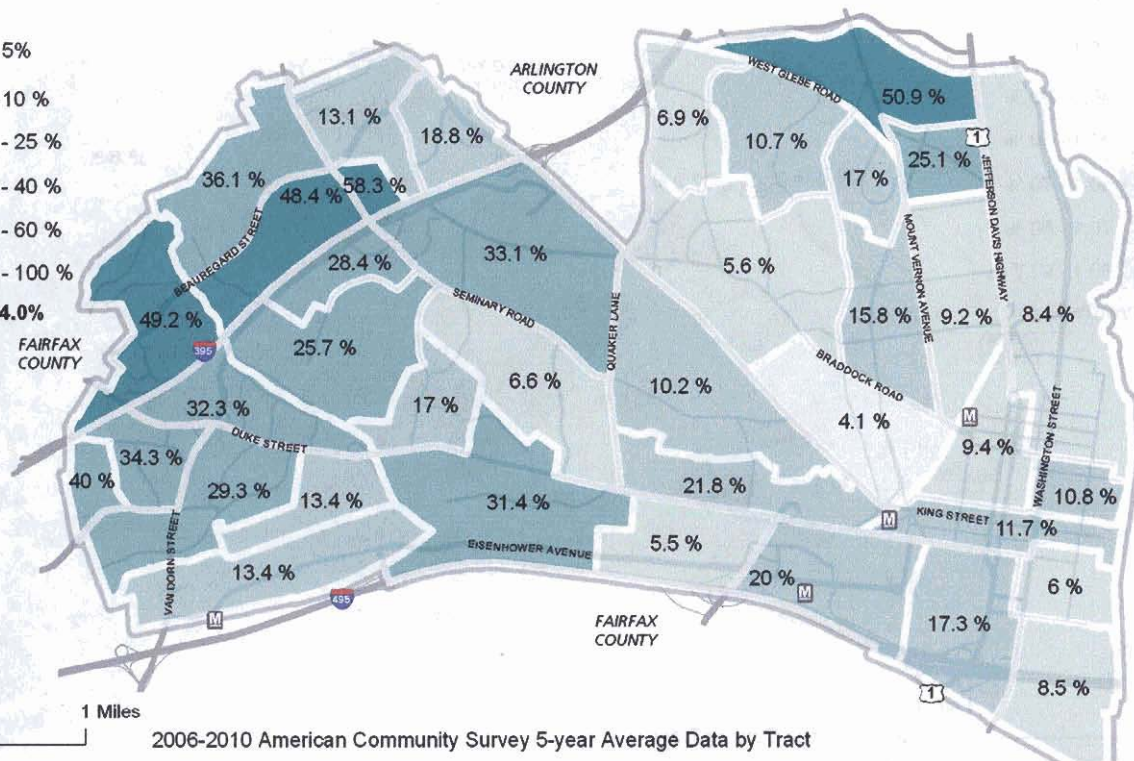 5%
10 %
- 25 %
- 40 %
- 60 %
- 100 %
4.0%
FAIRFAX
COUNTY
ARLINGTON
COUNTY
WEST GLEBE ROAD
50.9 %
6.9 %
13.1 %
18.8 %
10.7 %
1
25.1 %
17 %
36.1 %
48.4 %
58.3 %
JEFFERSON DAVIS HIGHWAY
BEAUREGARD STREET
28.4 %
33.1 %
5.6 %
MOUNT VERNON AVENUE
SEMINARY ROAD
QUAKER LANE
49.2 %
395
25.7 %
15.8 %
9.2 %
8.4 %
BRADDOCK ROAD
6.6 %
10.2 %
32.3 %
17 %
4.1 %
M
WASHINGTON STREET
DUKE STREET
34.3 %
9.4 %
40 %
29.3 %
13.4 %
31.4 %
21.8 %
10.8 %
M
KING STREET
11.7 %
VAN DORN STREET
EISENHOWER AVENUE
5.5 %
13.4 %
20 %
M
6 %
495
M
17.3 %
FAIRFAX
COUNTY
8.5 %
1
1 Miles
2006-2010 American Community Survey 5-year Average Data by Tract